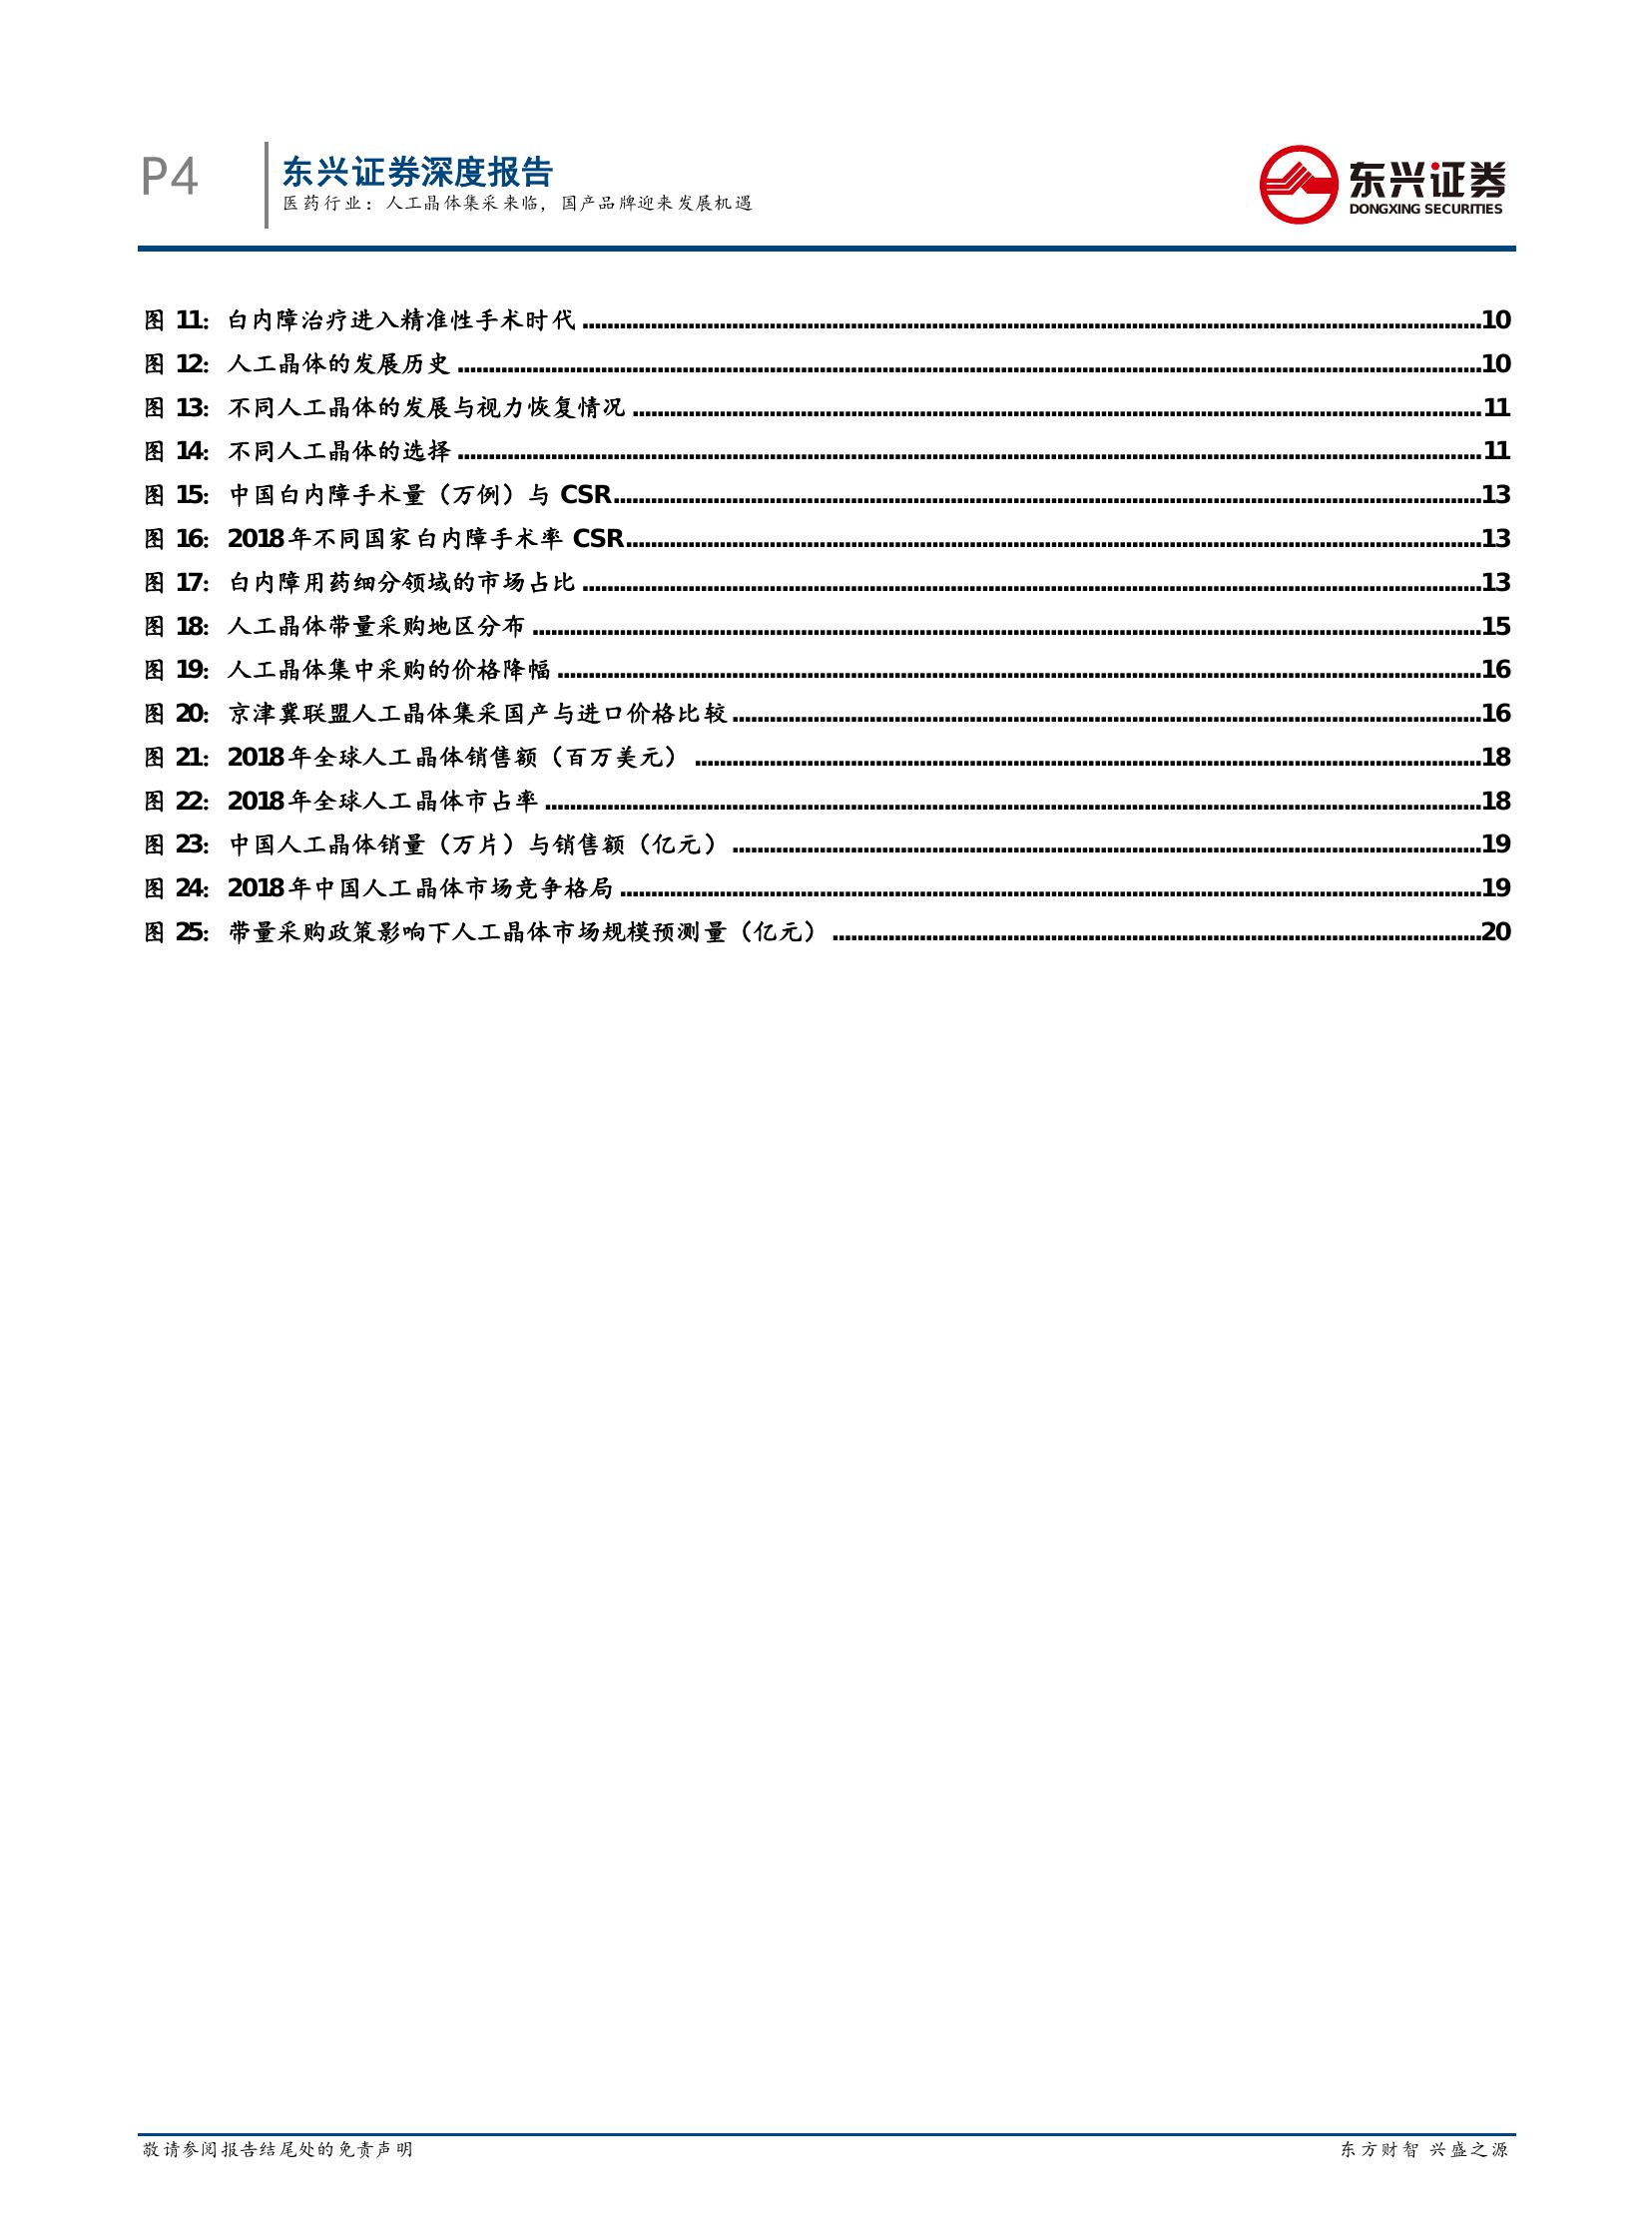 P4
东兴证券深度报告
医药行业：人工晶体集采来临，国产品牌迎来发展机遇
东兴证券
DONGXING SECURITIES
图 11: 白内障治疗进入精准性手术时代 10
图 12: 人工晶体的发展历史 10
图 13: 不同人工晶体的发展与视力恢复情况 11
图 14: 不同人工晶体的选择 11
图 15: 中国白内障手术量（万例）与 CSR 13
图 16: 2018年不同国家白内障手术率 CSR 13
图 17: 白内障用药细分领域的市场占比 13
图 18: 人工晶体带量采购地区分布 15
图 19: 人工晶体集中采购的价格降幅 16
图 20: 京津冀联盟人工晶体集采国产与进口价格比较 16
图 21: 2018年全球人工晶体销售额（百万美元） 18
图 22: 2018年全球人工晶体市占率 18
图 23: 中国人工晶体销量（万片）与销售额（亿元） 19
图 24: 2018年中国人工晶体市场竞争格局 19
图 25: 带量采购政策影响下人工晶体市场规模预测量（亿元） 20
敬请参阅报告结尾处的免责声明
东方财智 兴盛之源